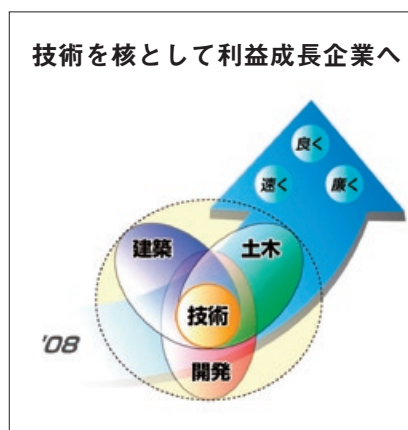 技術を核として利益成長企業へ
良く
速く
廉く
建築
土木
技術
'08
開発